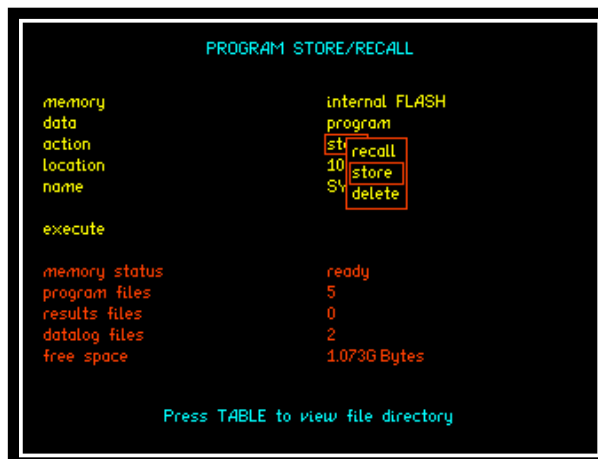 PROGRAM STORE/RECALL
memory internal FLASH
data program
action
recall
location 10
store
name SY
delete
execute
memory status ready
program files 5
results files 0
datalog files 2
free space 1.073G Bytes
Press TABLE to view file directory